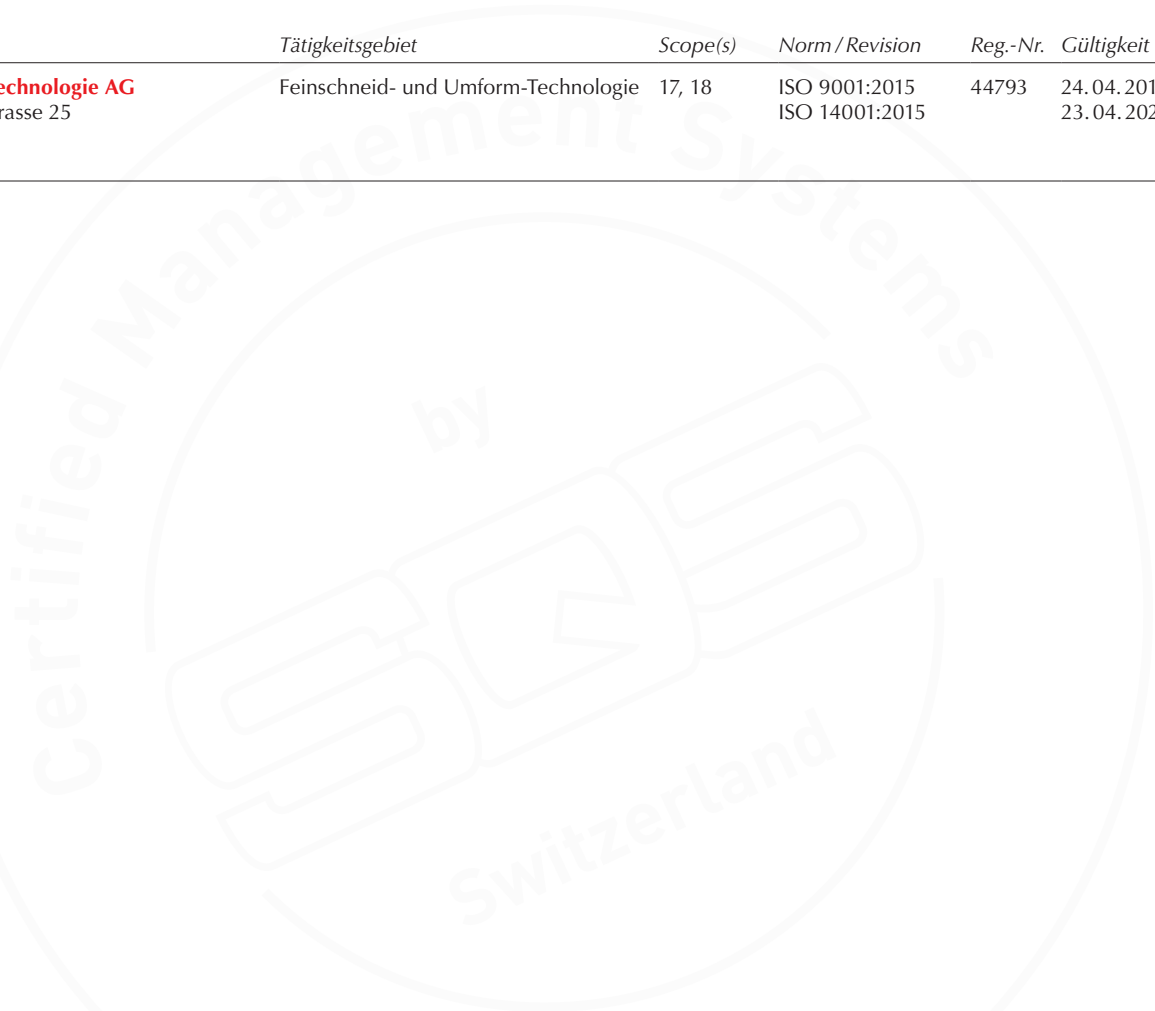 Tätigkeitsgebiet Scope(s) Norm / Revision Reg.-Nr. Gültigkeit
echnologie AG Feinschneid- und Umform-Technologie 17, 18 ISO 9001:2015 44793 24. 04. 201
rasse 25 ISO 14001:2015 23. 04. 202
Certified Management Systems
by
SQS
Switzerland